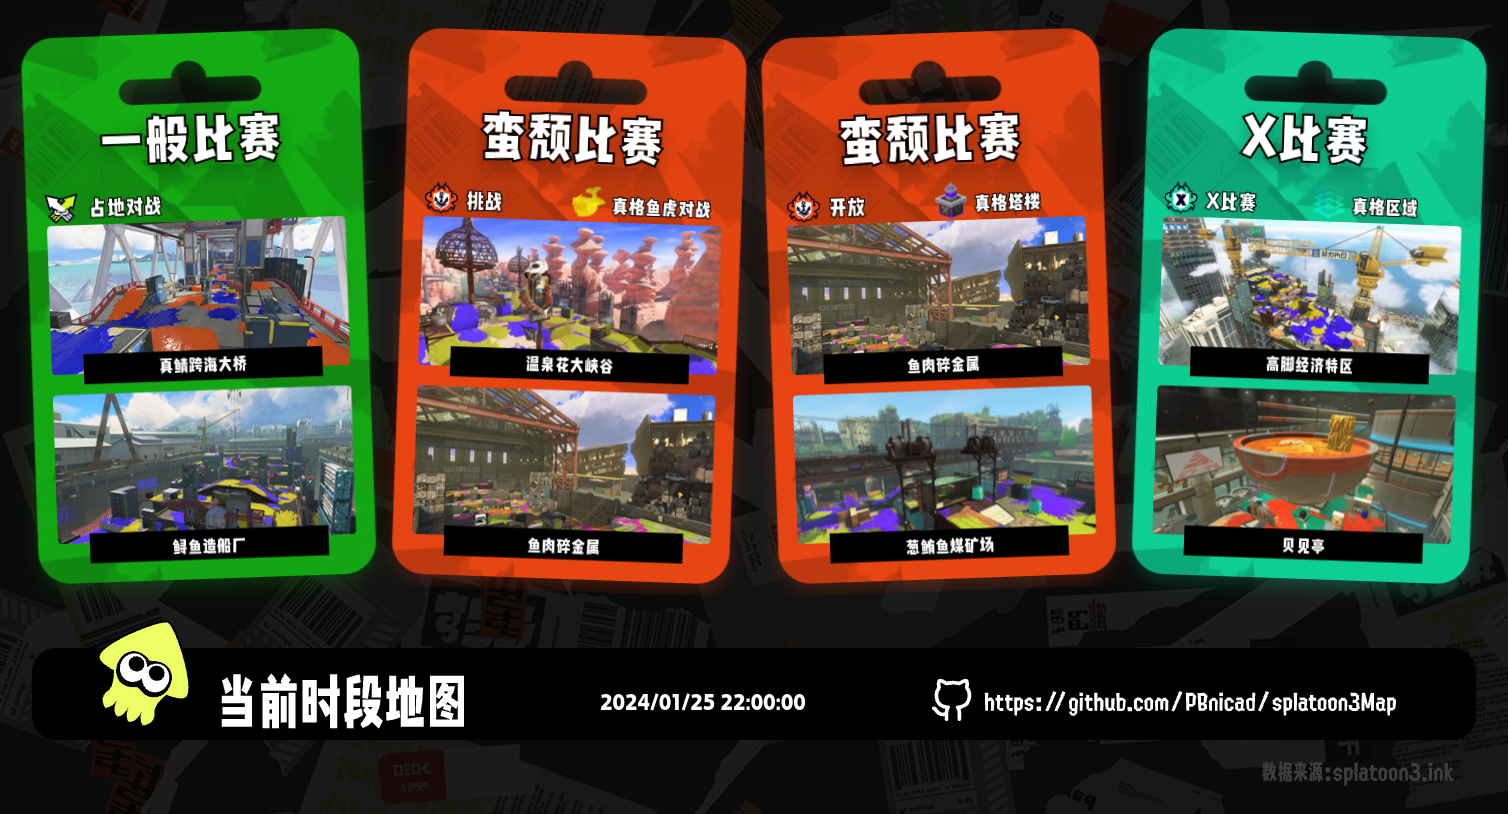 一般比赛
占地对战
真鲷跨海大桥
鲟鱼造船厂
蛮颓比赛
挑战
真格鱼虎对战
温泉花大峡谷
鱼肉碎金属
蛮颓比赛
开放
真格塔楼
鱼肉碎金属
葱鲔鱼煤矿场
X比赛
X比赛
真格区域
高脚经济特区
贝见亭
当前时段地图
2024/01/25 22:00:00
https://github.com/PBnicad/splatoon3Map
数据来源:splatoon3.ink